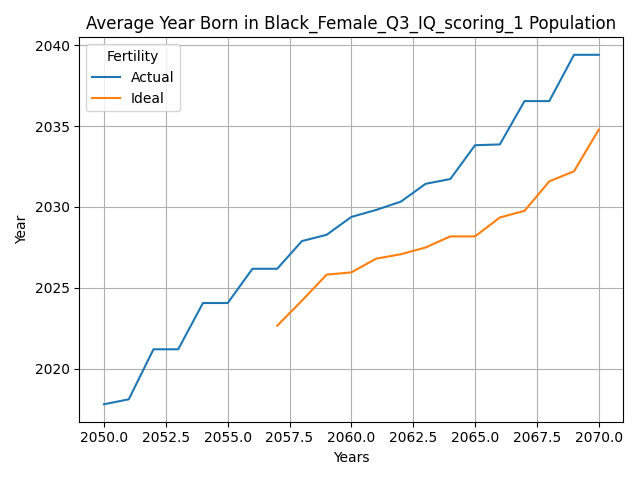 Average Year Born in Black_Female_Q3_IQ_scoring_1 Population
Fertility
Actual
Ideal
2040
2035
2030
2025
2020
Year
2050.0 2052.5 2055.0 2057.5 2060.0 2062.5 2065.0 2067.5 2070.0
Years